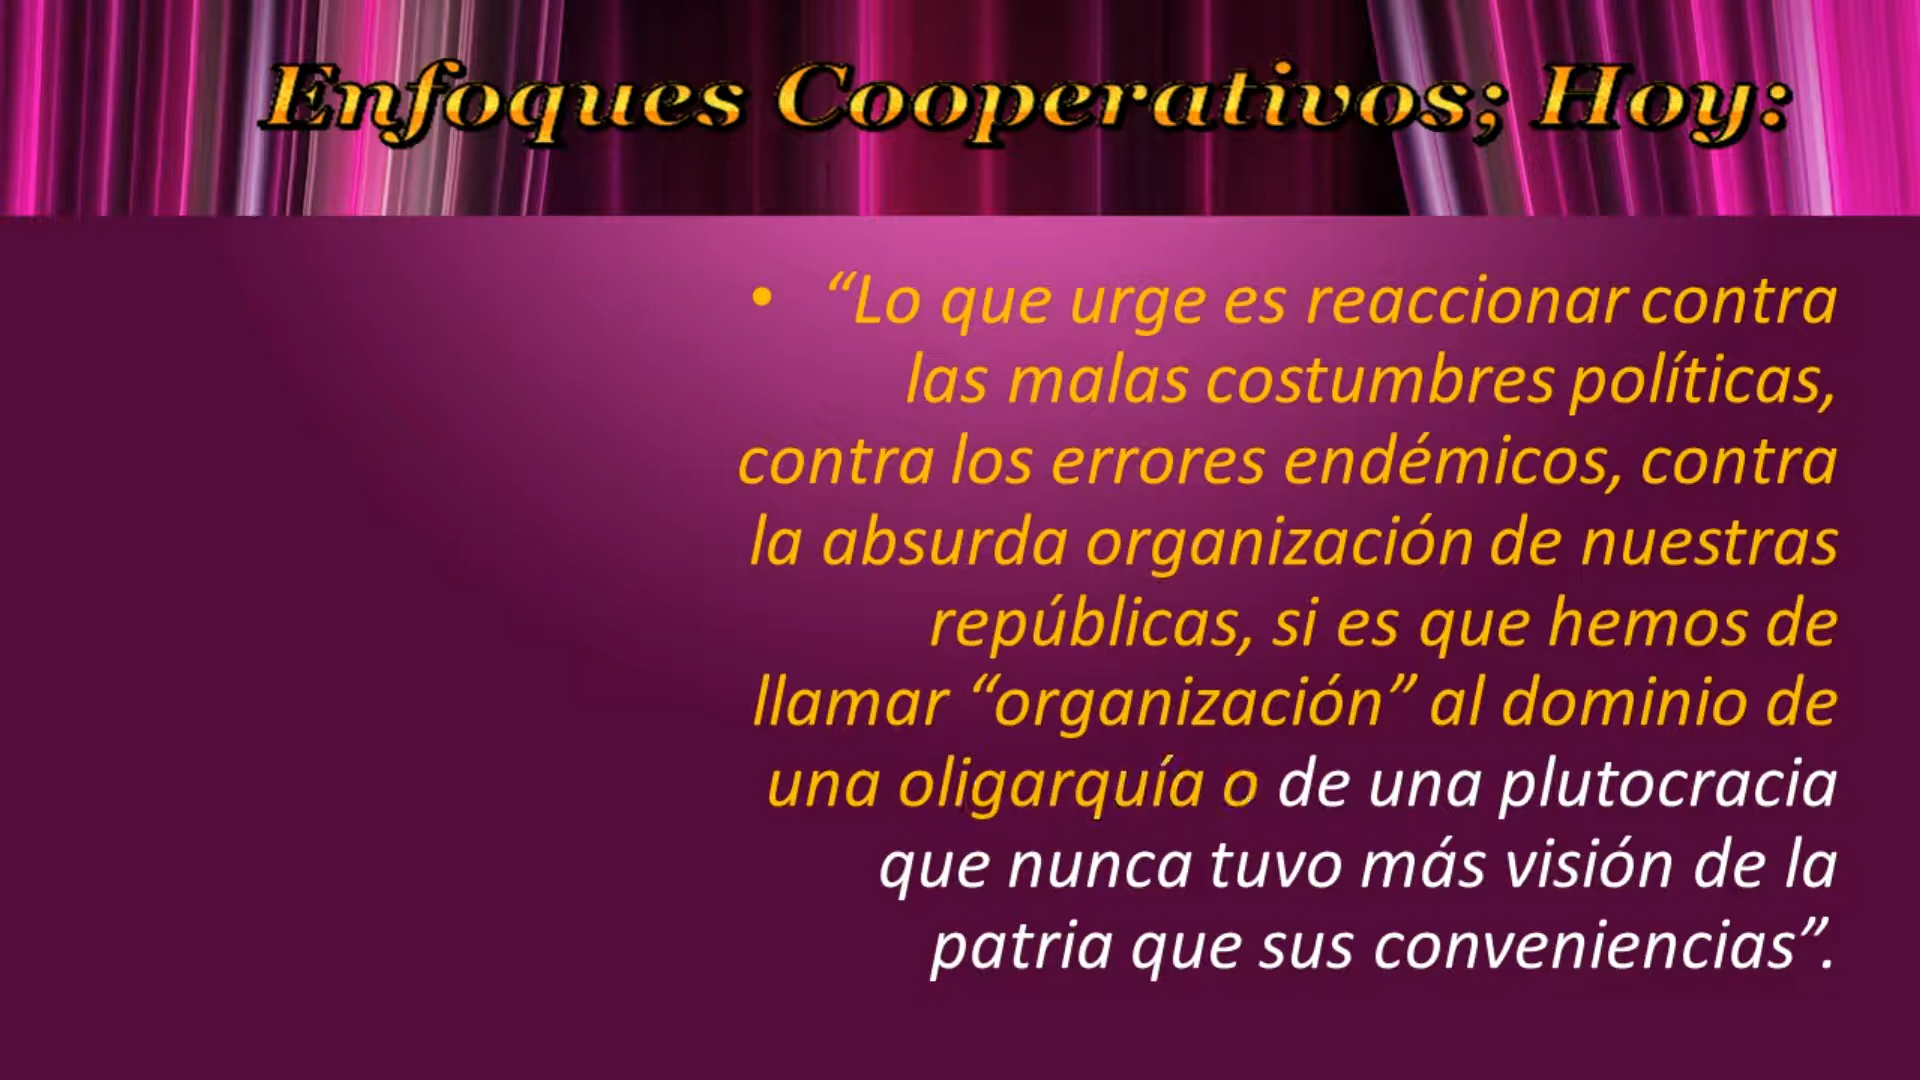 Enfoques Cooperativos; Hoy:
• “Lo que urge es reaccionar contra
las malas costumbres políticas,
contra los errores endémicos, contra
la absurda organización de nuestras
repúblicas, si es que hemos de
llamar “organización” al dominio de
una oligarquía o de una plutocracia
que nunca tuvo más visión de la
patria que sus conveniencias”.